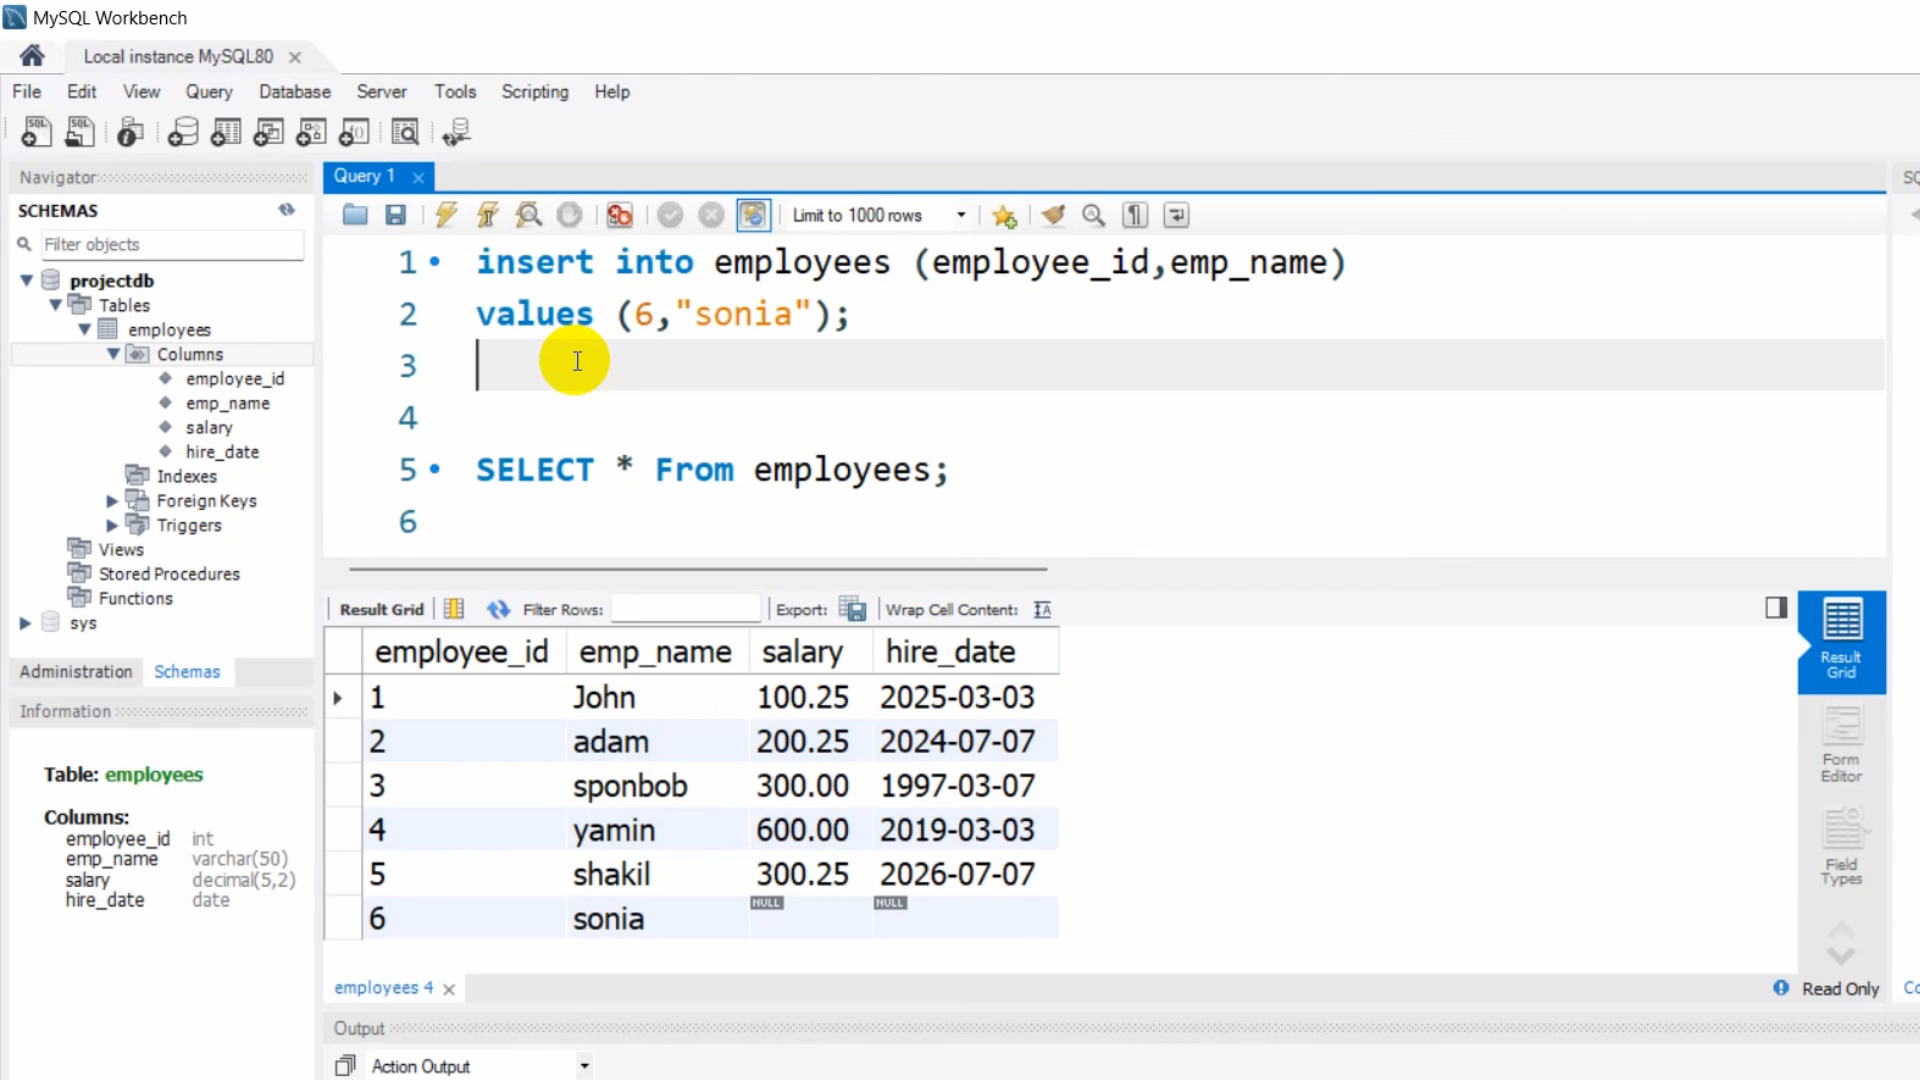 MySQL Workbench
Local instance MySQL80
File Edit View Query Database Server Tools Scripting Help
Navigator
SCHEMAS
Filter objects
projectdb
Tables
employees
Columns
employee_id
emp_name
salary
hire_date
Indexes
Foreign Keys
Triggers
Views
Stored Procedures
Functions
sys
Administration Schemas
Information
Table: employees
Columns:
employee_id int
emp_name varchar(50)
salary decimal(5,2)
hire_date date
Query 1
Limit to 1000 rows
1 insert into employees (employee_id,emp_name)
2 values (6,"sonia");
3
4
5 SELECT * From employees;
6
Result Grid Filter Rows: Export: Wrap Cell Content: IA
employee_id emp_name salary hire_date
1 John 100.25 2025-03-03
2 adam 200.25 2024-07-07
3 sponbob 300.00 1997-03-07
4 yamin 600.00 2019-03-03
5 shakil 300.25 2026-07-07
6 sonia NULL NULL
Result
Grid
Form
Editor
Field
Types
employees 4
Read Only
Output
Action Output